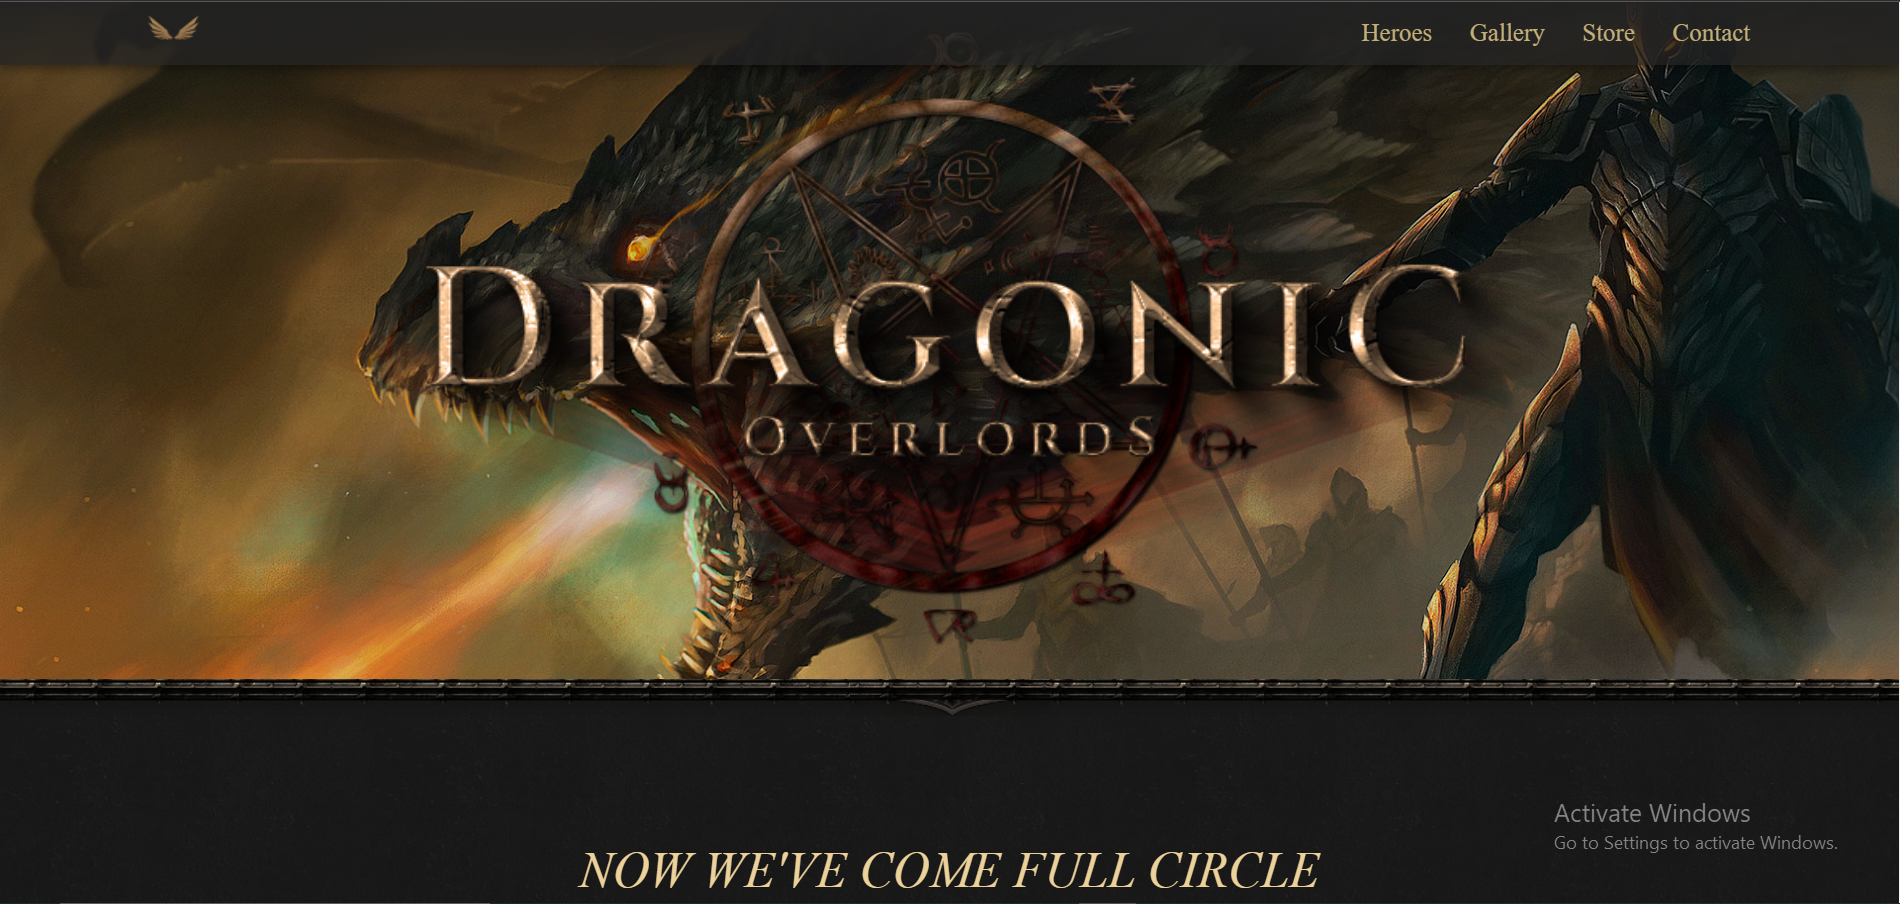 Heroes Gallery Store Contact
DRAGONIC
OVERLORDS
Activate Windows
Go to Settings to activate Windows.
NOW WE'VE COME FULL CIRCLE